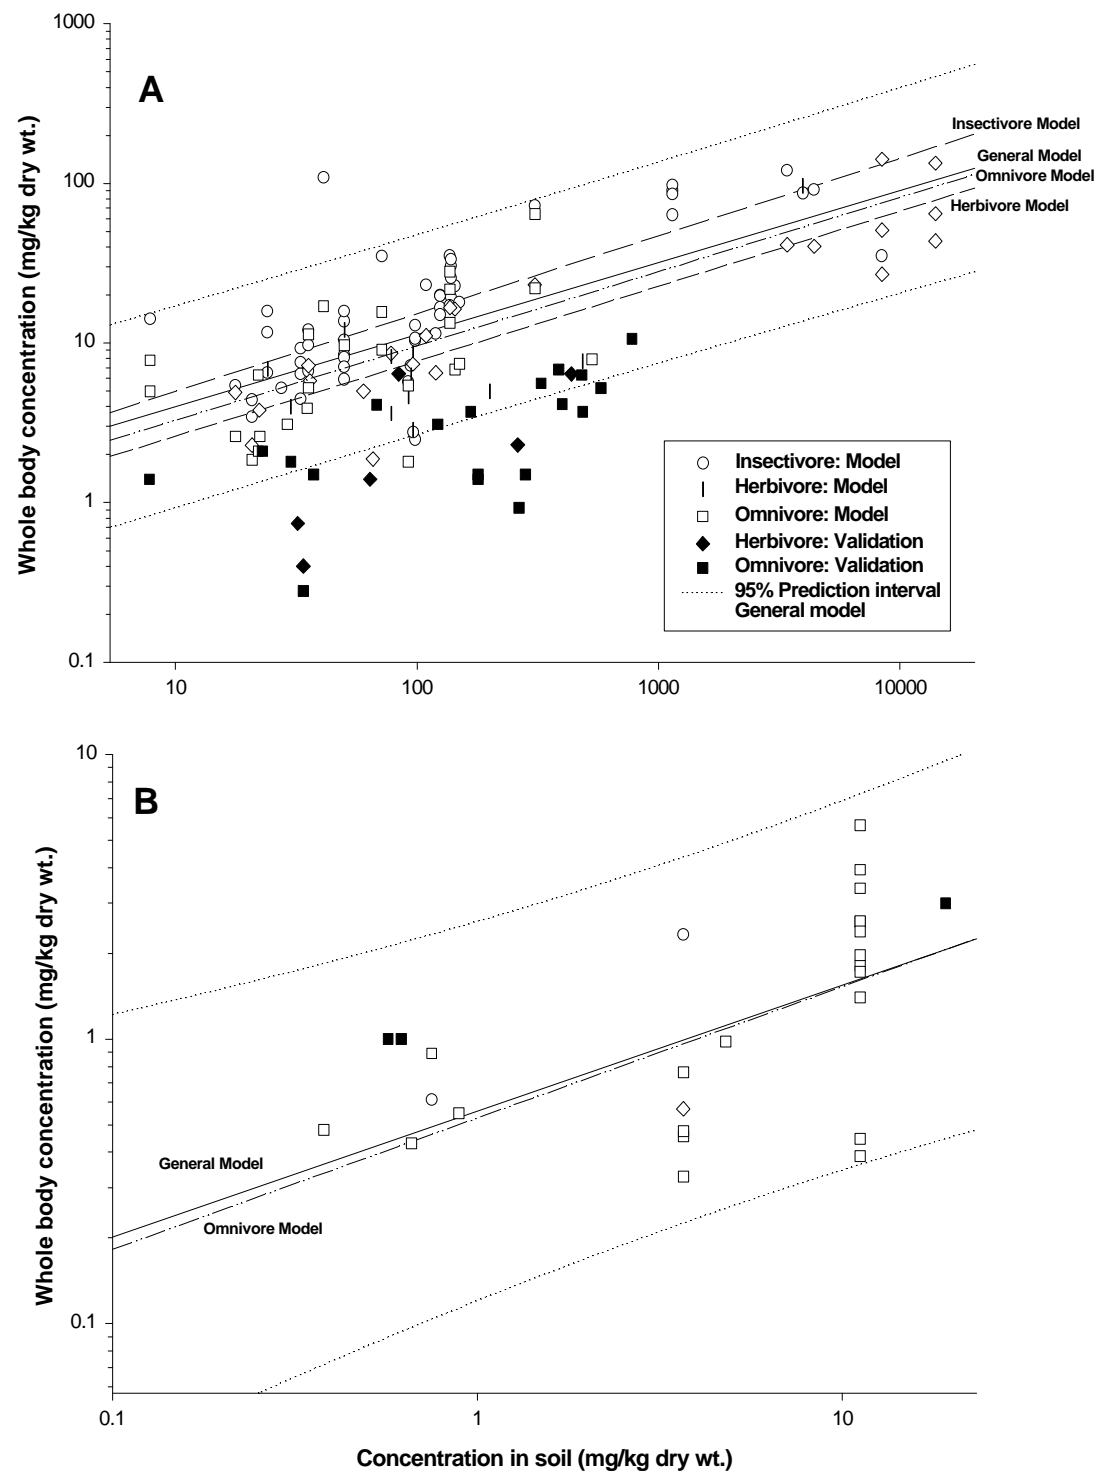 1000
A
Insectivore Model
General Model
100
Omnivore Model
Herbivore Model
Whole body concentration (mg/kg dry wt.)
10
Insectivore: Model
Herbivore: Model
1
Omnivore: Model
Herbivore: Validation
Omnivore: Validation
95% Prediction interval
General model
0.1
10 100 1000 10000
10
B
Whole body concentration (mg/kg dry wt.)
1
General Model
Omnivore Model
0.1
0.1 1 10
Concentration in soil (mg/kg dry wt.)